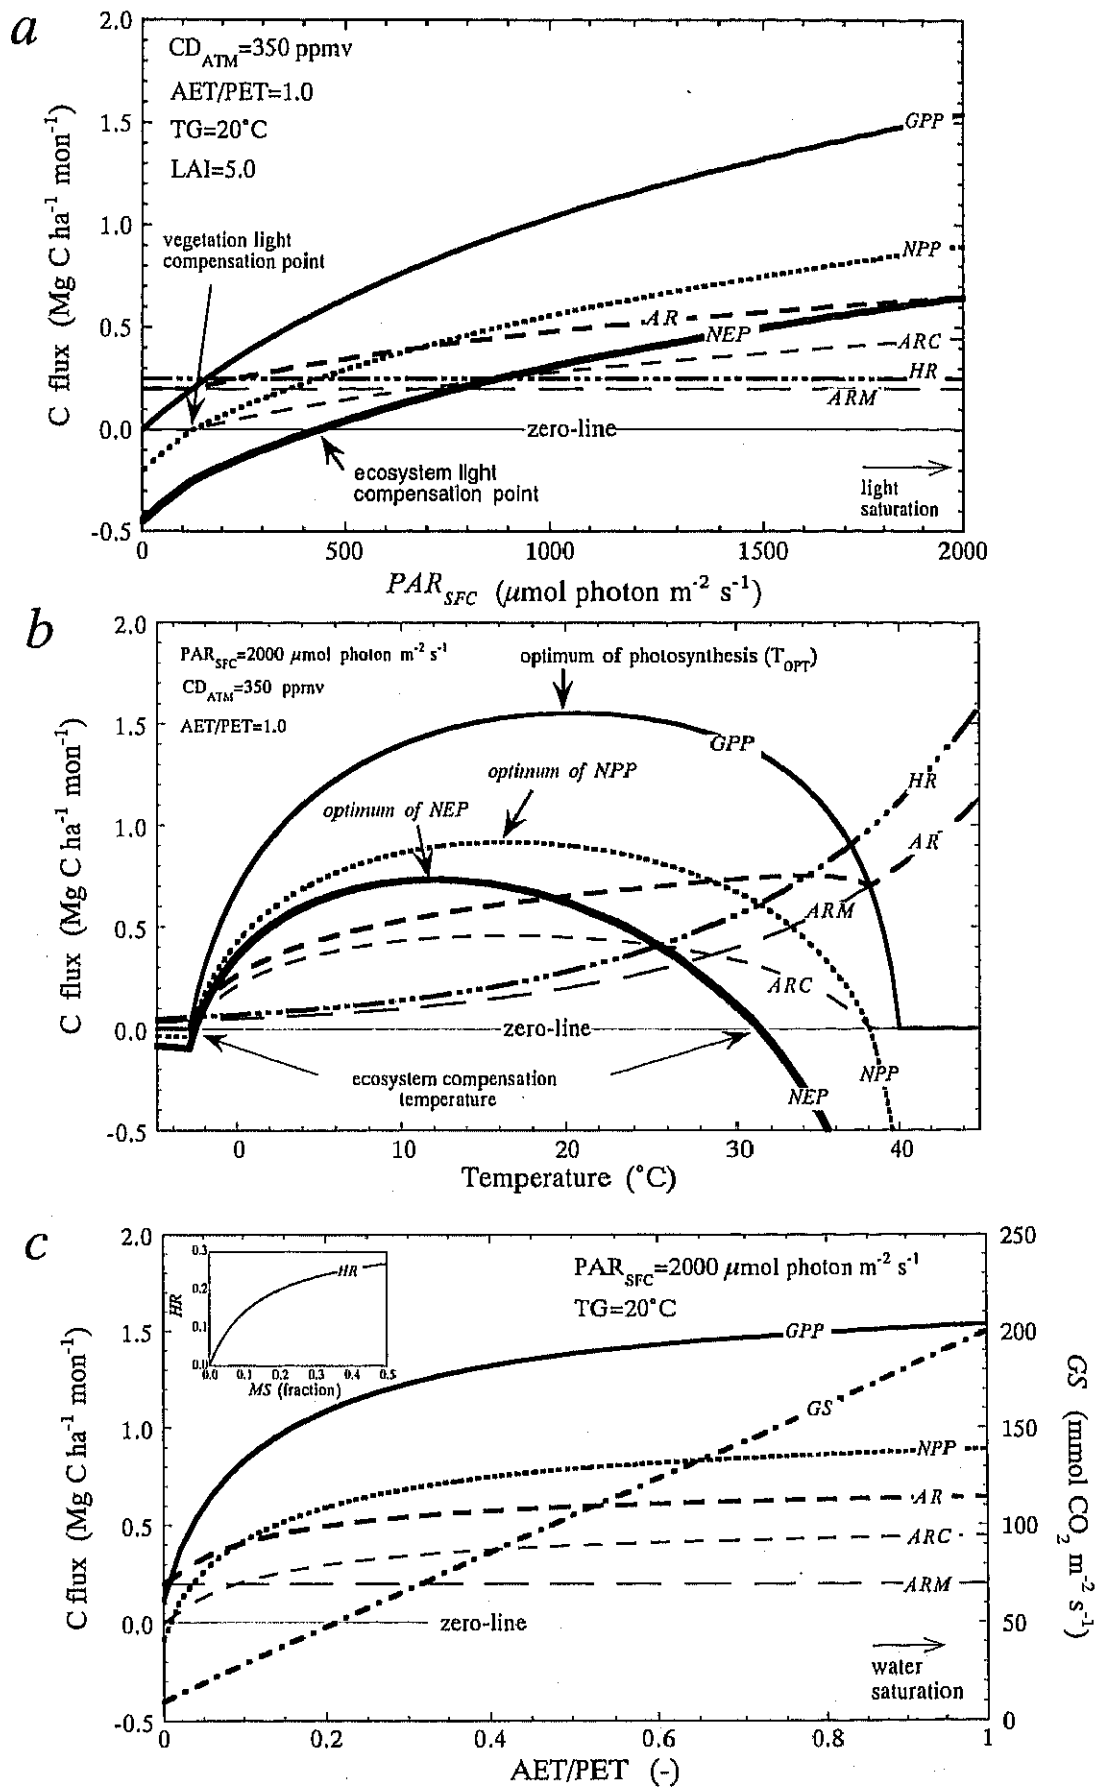 a
2.0
1.5
1.0
0.5
0.0
-0.5
C flux (Mg C ha⁻¹ mon⁻¹)
CD_ATM=350 ppmv
AET/PET=1.0
TG=20°C
LAI=5.0
GPP
vegetation light
compensation point
NPP
AR
NEP
ARC
HR
ARM
zero-line
ecosystem light
compensation point
light
saturation
0 500 1000 1500 2000
PAR_SFC (μmol photon m⁻² s⁻¹)
b
2.0
1.5
1.0
0.5
0.0
-0.5
C flux (Mg C ha⁻¹ mon⁻¹)
PAR_SFC=2000 μmol photon m⁻² s⁻¹
CD_ATM=350 ppmv
AET/PET=1.0
optimum of photosynthesis (T_OPT)
GPP
optimum of NPP
optimum of NEP
HR
AR
ARM
ARC
zero-line
ecosystem compensation
temperature
NPP
NEP
0 10 20 30 40
Temperature (°C)
c
2.0
1.5
1.0
0.5
0.0
-0.5
C flux (Mg C ha⁻¹ mon⁻¹)
0.3
0.2
0.1
0.0
HR
HR
0.0 0.1 0.2 0.3 0.4 0.5
MS (fraction)
PAR_SFC=2000 μmol photon m⁻² s⁻¹
TG=20°C
GPP
GS
NPP
AR
ARC
ARM
zero-line
water
saturation
250
200
150
100
50
0
GS (mmol CO₂ m⁻² s⁻¹)
0 0.2 0.4 0.6 0.8 1
AET/PET (-)